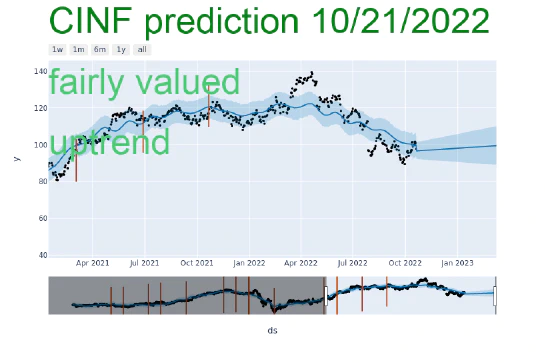 CINF prediction 10/21/2022
1w 1m 6m 1y all
fairly valued
uptrend
140
120
100
80
60
40
y
Apr 2021 Jul 2021 Oct 2021 Jan 2022 Apr 2022 Jul 2022 Oct 2022 Jan 2023
ds